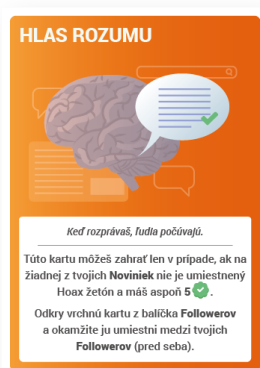 HLAS ROZUMU
Keď rozprávaš, ľudia počúvajú.
Túto kartu môžeš zahrať len v prípade, ak na
žiadnej z tvojich Noviniek nie je umiestnený
Hoax žetón a máš aspoň 5 .
Odkry vrchnú kartu z balíčka Followerov
a okamžite ju umiestni medzi tvojich
Followerov (pred seba).